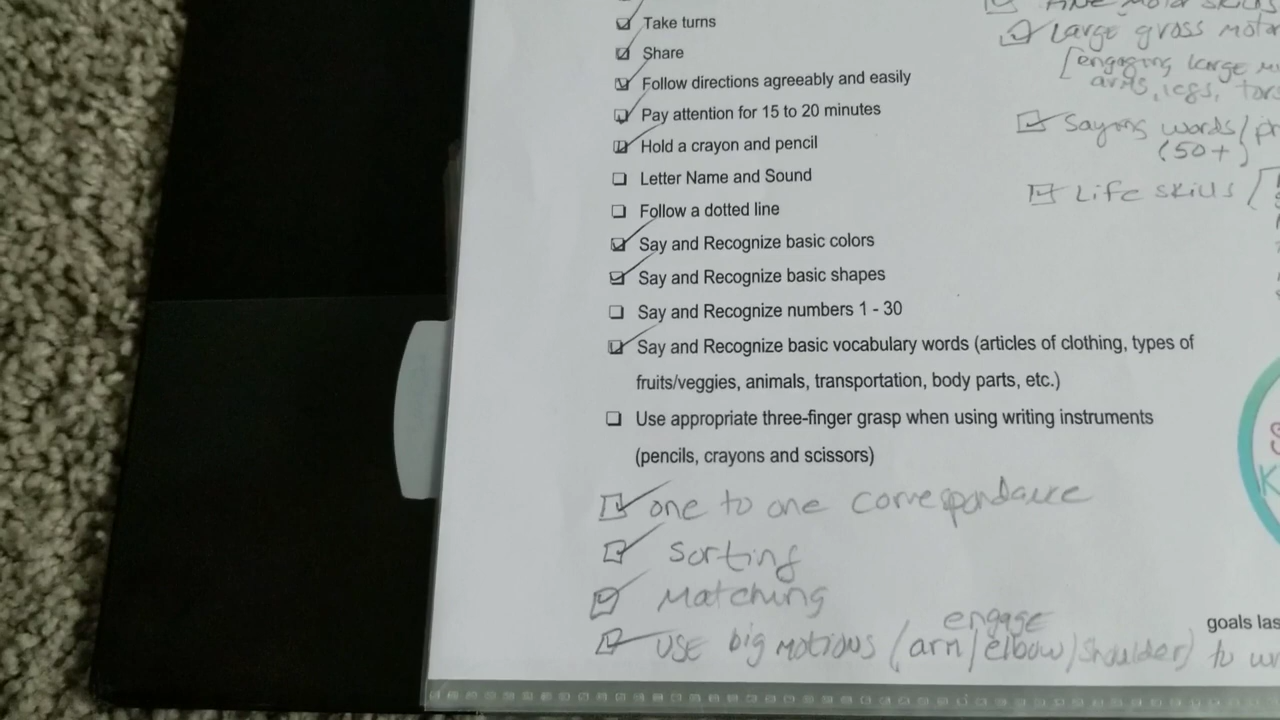 Take turns
Share
Follow directions agreeably and easily
Pay attention for 15 to 20 minutes
Hold a crayon and pencil
Letter Name and Sound
Follow a dotted line
Say and Recognize basic colors
Say and Recognize basic shapes
Say and Recognize numbers 1 - 30
Say and Recognize basic vocabulary words (articles of clothing, types of
fruits/veggies, animals, transportation, body parts, etc.)
Use appropriate three-finger grasp when using writing instruments
(pencils, crayons and scissors)
one to one correspondance
Sorting
Matching
engage
USE big MOTIONS (arm/elbow/shoulder) to
goals las
Fine motor skills
Large gross motor
[engaging large
arms, legs,
Saying words/
(50+)
Life skills